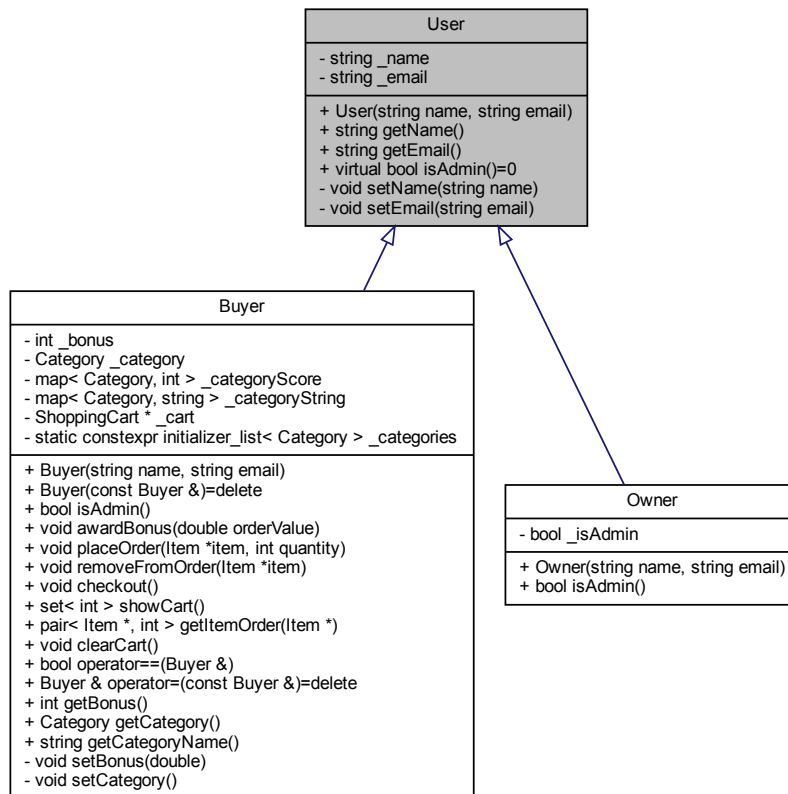 User
- string _name
- string _email
+ User(string name, string email)
+ string getName()
+ string getEmail()
+ virtual bool isAdmin()=0
- void setName(string name)
- void setEmail(string email)
Buyer
- int _bonus
- Category _category
- map< Category, int > _categoryScore
- map< Category, string > _categoryString
- ShoppingCart * _cart
- static constexpr initializer_list< Category > _categories
+ Buyer(string name, string email)
+ Buyer(const Buyer &)=delete
+ bool isAdmin()
+ void awardBonus(double orderValue)
+ void placeOrder(Item *item, int quantity)
+ void removeFromOrder(Item *item)
+ void checkout()
+ set< int > showCart()
+ pair< Item *, int > getItemOrder(Item *)
+ void clearCart()
+ bool operator==(Buyer &)
+ Buyer & operator=(const Buyer &)=delete
+ int getBonus()
+ Category getCategory()
+ string getCategoryName()
- void setBonus(double)
- void setCategory()
Owner
- bool _isAdmin
+ Owner(string name, string email)
+ bool isAdmin()